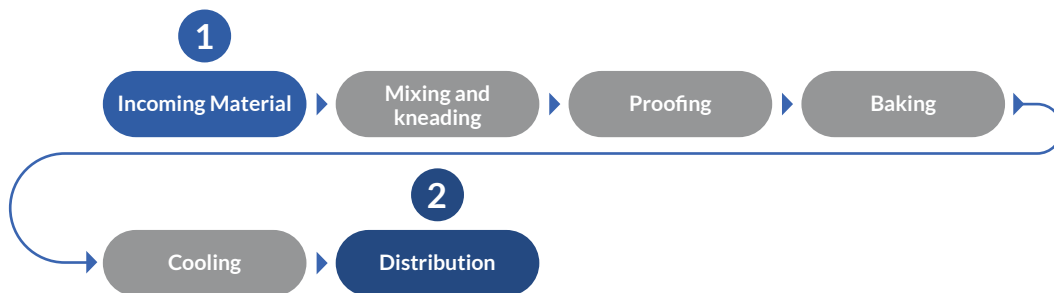 1
Incoming Material
Mixing and
kneading
Proofing
Baking
2
Cooling
Distribution